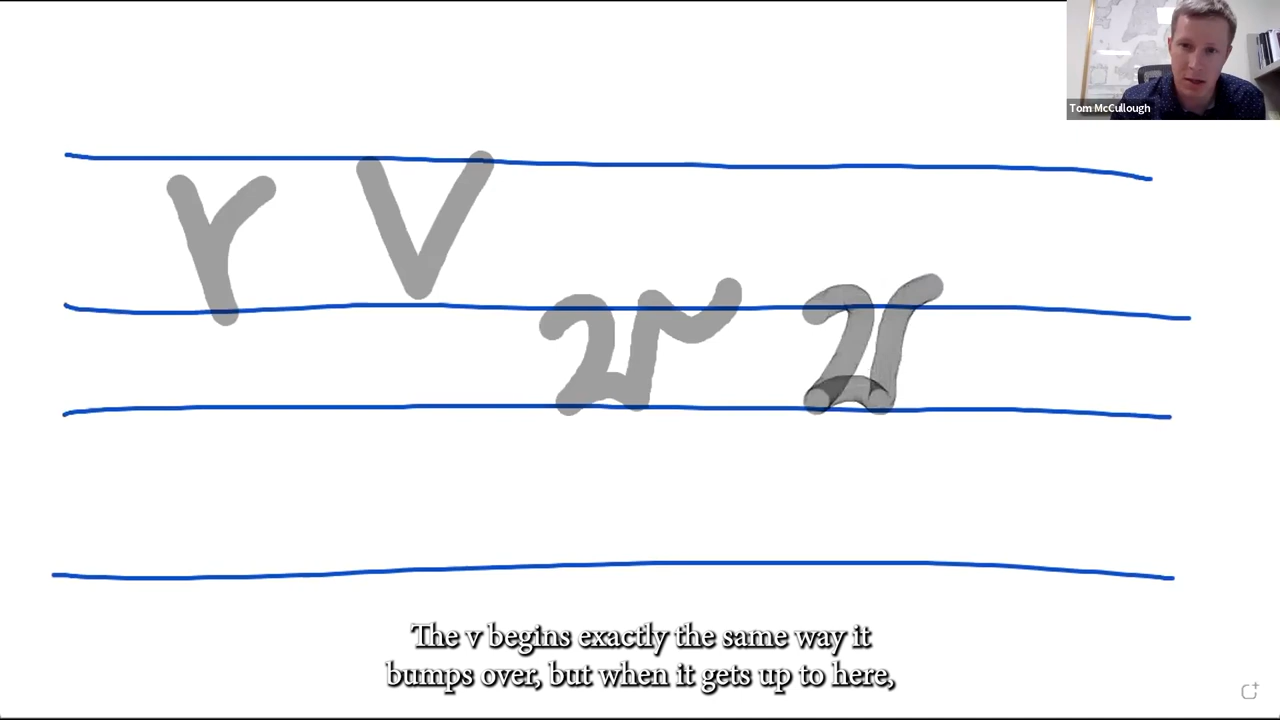 Tom McCullough
r v
The v begins exactly the same way it
bumps over, but when it gets up to here,